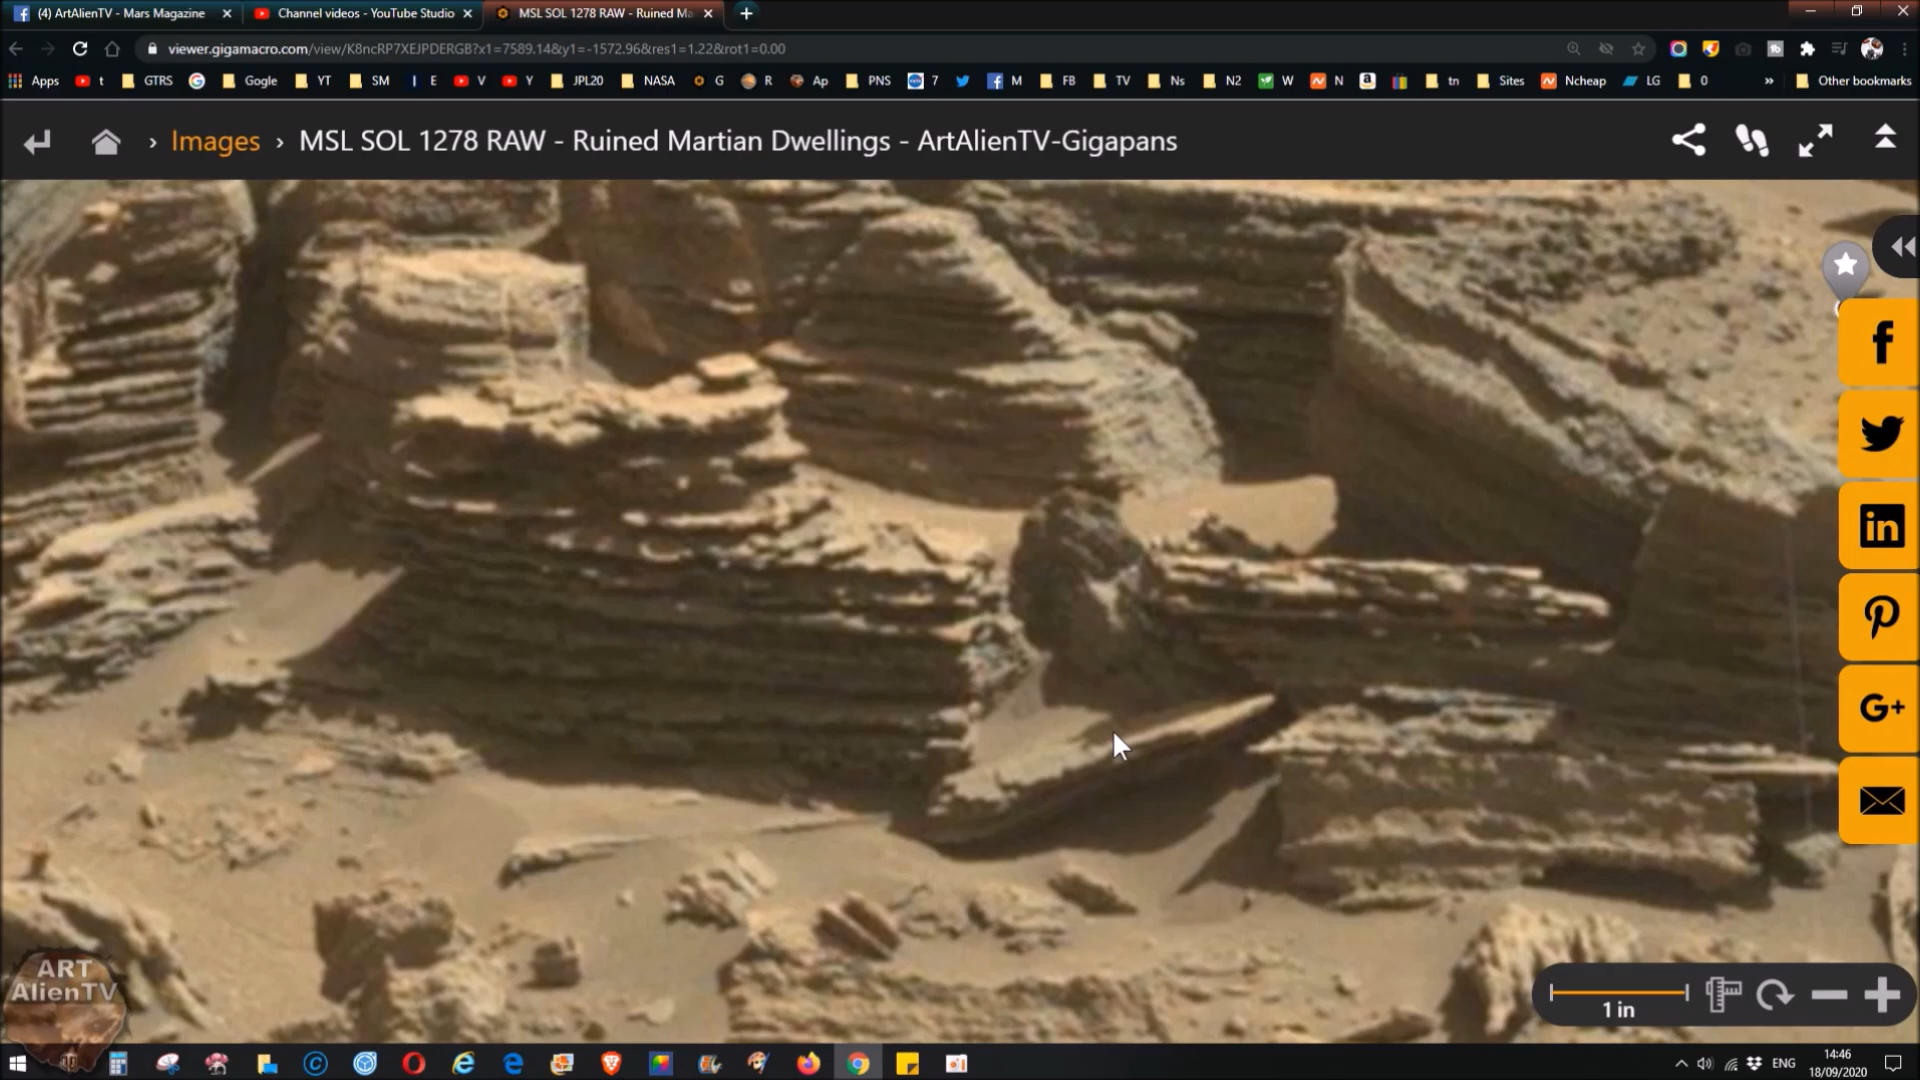 (4) ArtAlienTV - Mars Magazine
Channel videos - YouTube Studio
MSL SOL 1278 RAW - Ruined Ma
viewer.gigamacro.com/view/K8ncRP7XEJPDERGB?x1=7589.14&y1=-1572.96&res1=1.22&rot1=0.00
Apps t GTRS Gogle YT SM E V Y JPL20 NASA G R Ap PNS 7 M FB TV Ns N2 W N tn Sites Ncheap LG 0 » Other bookmarks
› Images › MSL SOL 1278 RAW - Ruined Martian Dwellings - ArtAlienTV-Gigapans
f
in
G+
ART
AlienTV
1 in
ENG
14:46
18/09/2020